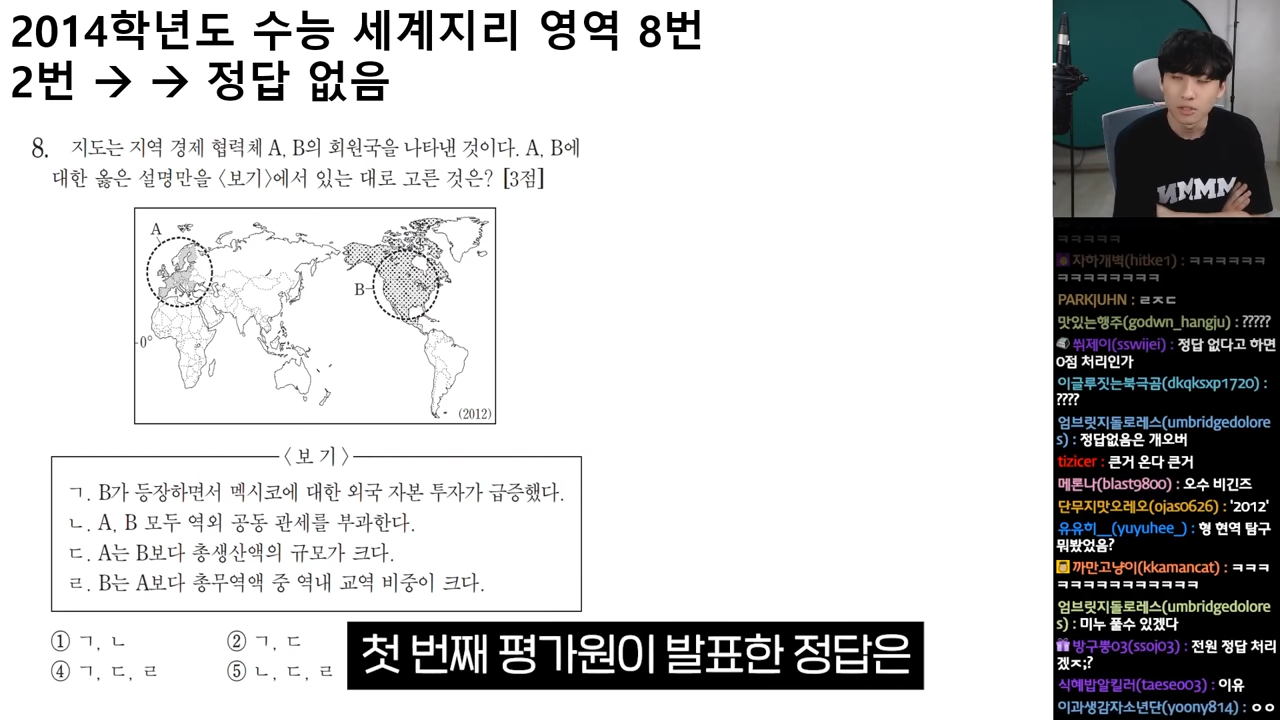 2014학년도 수능 세계지리 영역 8번
2번 → → 정답 없음
8. 지도는 지역 경제 협력체 A, B의 회원국을 나타낸 것이다. A, B에
대한 옳은 설명만을 <보기>에서 있는 대로 고른 것은? [3점]
A
B
0°
(2012)
<보 기>
ㄱ. B가 등장하면서 멕시코에 대한 외국 자본 투자가 급증했다.
ㄴ. A, B 모두 역외 공동 관세를 부과한다.
ㄷ. A는 B보다 총생산액의 규모가 크다.
ㄹ. B는 A보다 총무역액 중 역내 교역 비중이 크다.
① ㄱ, ㄴ ② ㄱ, ㄷ
④ ㄱ, ㄷ, ㄹ ⑤ ㄴ, ㄷ, ㄹ
첫 번째 평가원이 발표한 정답은
ㅋㅋㅋㅋㅋ
자하개벽(hitke1) : ㅋㅋㅋㅋㅋㅋ
ㅋㅋㅋㅋㅋㅋㅋㅋ
PARKJUHN : ㄹㅈㄷ
맛있는행주(godwn_hangju) : ?????
쒸제이(sswijei) : 정답 없다고 하면
0점 처리인가
이글루짓는북극곰(dkqksxp1720) :
????
엄브릿지돌로레스(umbridgedolore
s) : 정답없음은 개오버
tizicer : 큰거 온다 큰거
메론나(blast9800) : 오수 비긴즈
단무지맛오레오(ojas0626) : '2012'
유유히__(yuyuhee_) : 형 현역 탐구
뭐봤었음?
까만고냥이(kkamancat) : ㅋㅋㅋ
ㅋㅋㅋㅋㅋㅋㅋㅋㅋㅋㅋ
엄브릿지돌로레스(umbridgedolore
s) : 미누 풀수 있겠다
방구뿡03(ssoj03) : 전원 정답 처리
겠ㅈ;?
식혜밥알킬러(taeseo03) : 이유
이과생감자소년단(yoony814) : ㅇㅇ